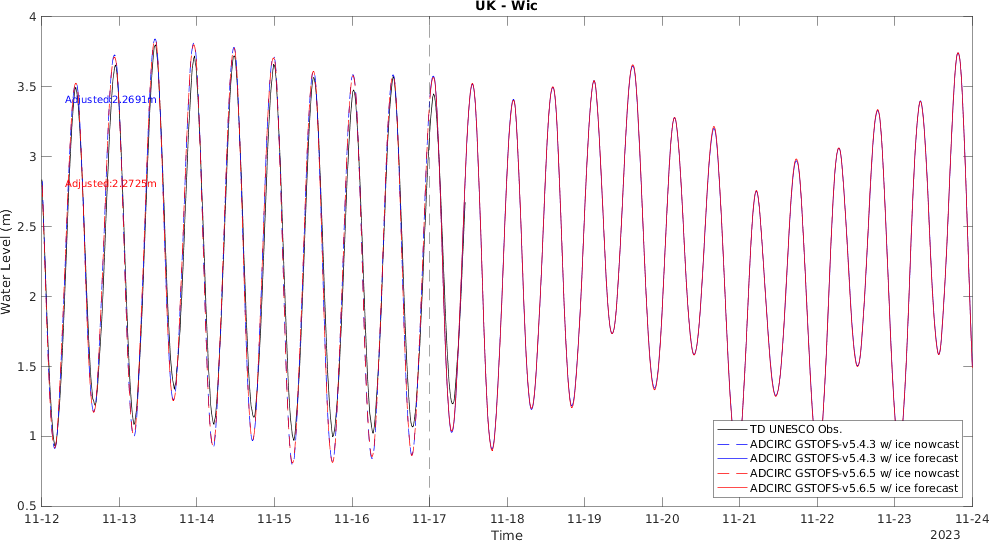 UK - Wic
4
3.5
3
2.5
2
1.5
1
0.5
Water Level (m)
Adjusted:2.2691m
Adjusted:2.2725m
TD UNESCO Obs.
ADCIRC GSTOFS-v5.4.3 w/ ice nowcast
ADCIRC GSTOFS-v5.4.3 w/ ice forecast
ADCIRC GSTOFS-v5.6.5 w/ ice nowcast
ADCIRC GSTOFS-v5.6.5 w/ ice forecast
11-12 11-13 11-14 11-15 11-16 11-17 11-18 11-19 11-20 11-21 11-22 11-23 11-24
Time
2023